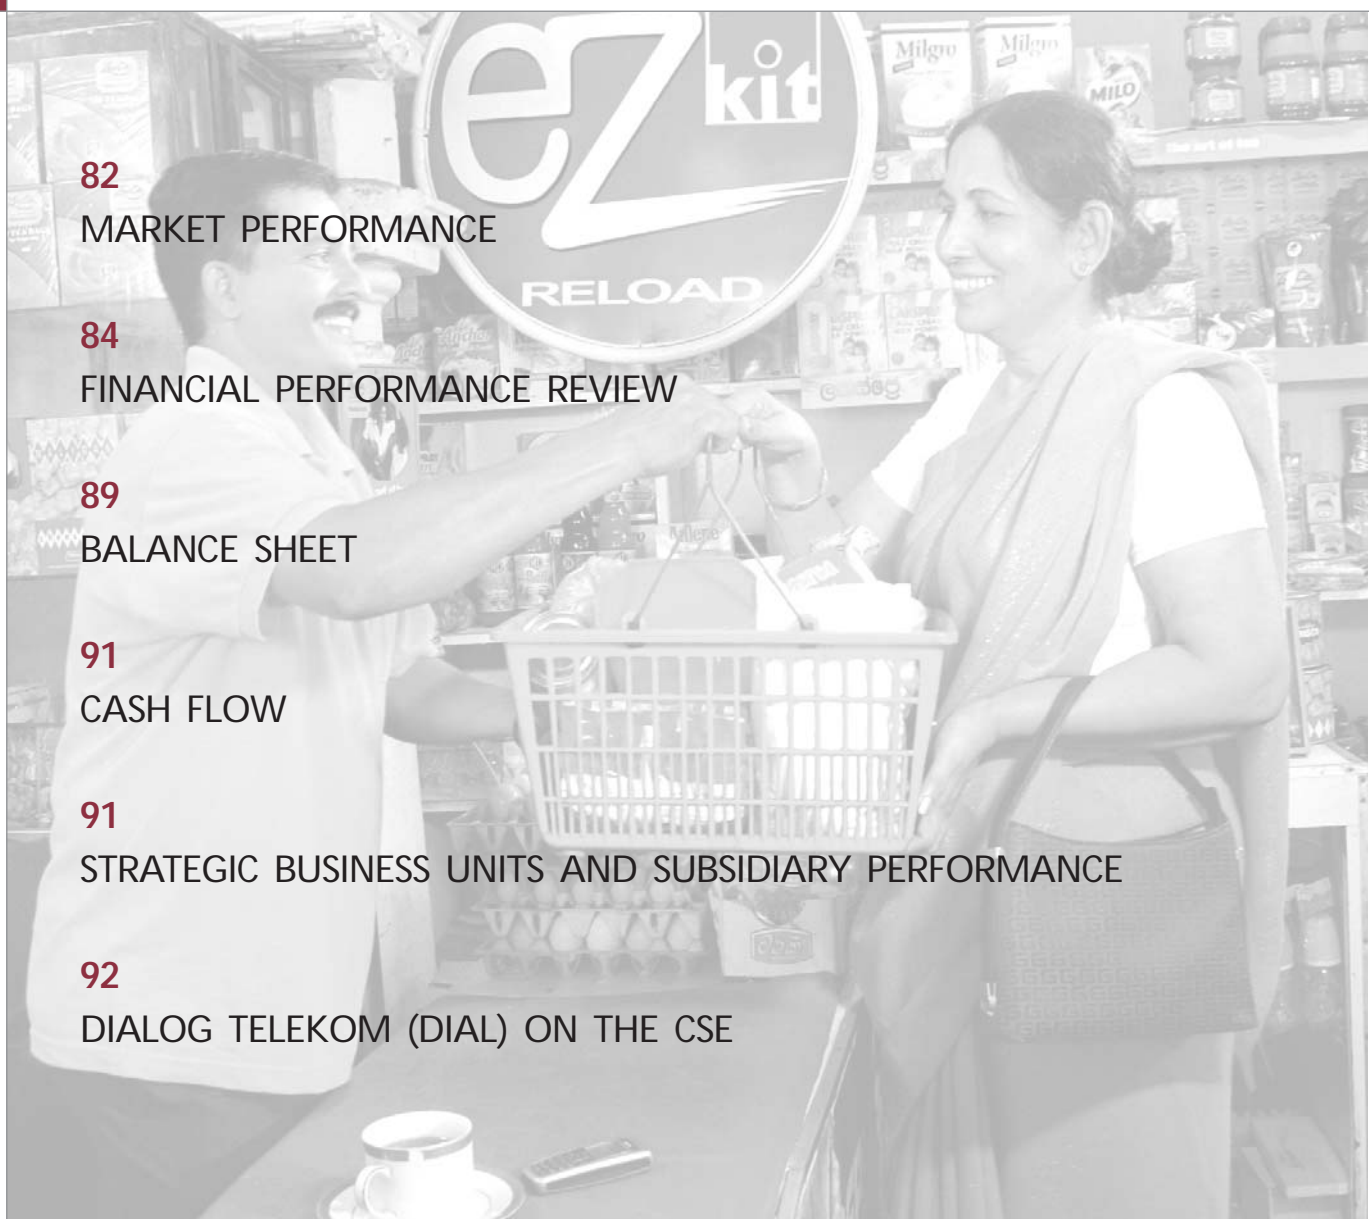 eZ kit
RELOAD
Milgro
Milgro
MILO
82
MARKET PERFORMANCE
84
FINANCIAL PERFORMANCE REVIEW
89
BALANCE SHEET
91
CASH FLOW
91
STRATEGIC BUSINESS UNITS AND SUBSIDIARY PERFORMANCE
92
DIALOG TELEKOM (DIAL) ON THE CSE